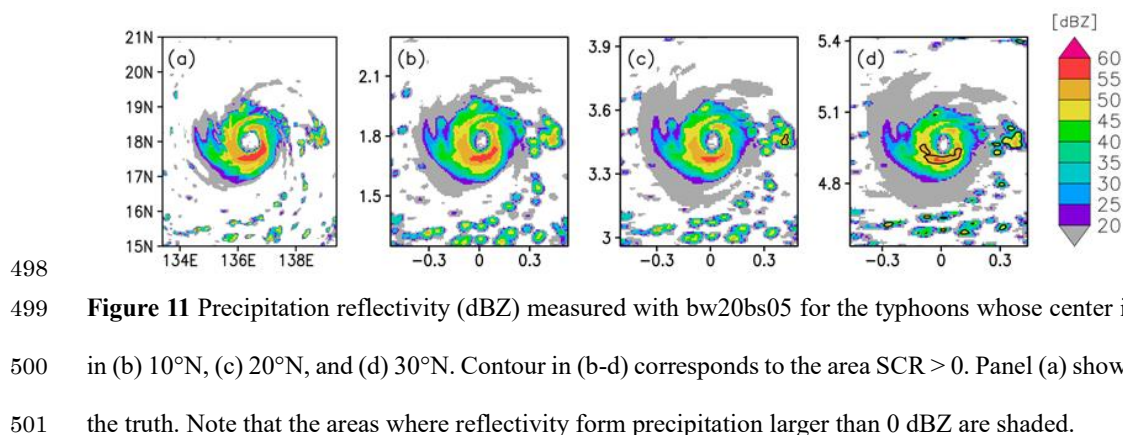 [dBZ]
(a)
(b)
(c)
(d)
21N
20N
19N
18N
17N
16N
15N
134E 136E 138E
2.1
1.8
1.5
-0.3 0 0.3
3.9
3.6
3.3
3
-0.3 0 0.3
5.4
5.1
4.8
-0.3 0 0.3
60
55
50
45
40
35
30
25
20
498
499 Figure 11 Precipitation reflectivity (dBZ) measured with bw20bs05 for the typhoons whose center i
500 in (b) 10°N, (c) 20°N, and (d) 30°N. Contour in (b-d) corresponds to the area SCR > 0. Panel (a) show
501 the truth. Note that the areas where reflectivity form precipitation larger than 0 dBZ are shaded.